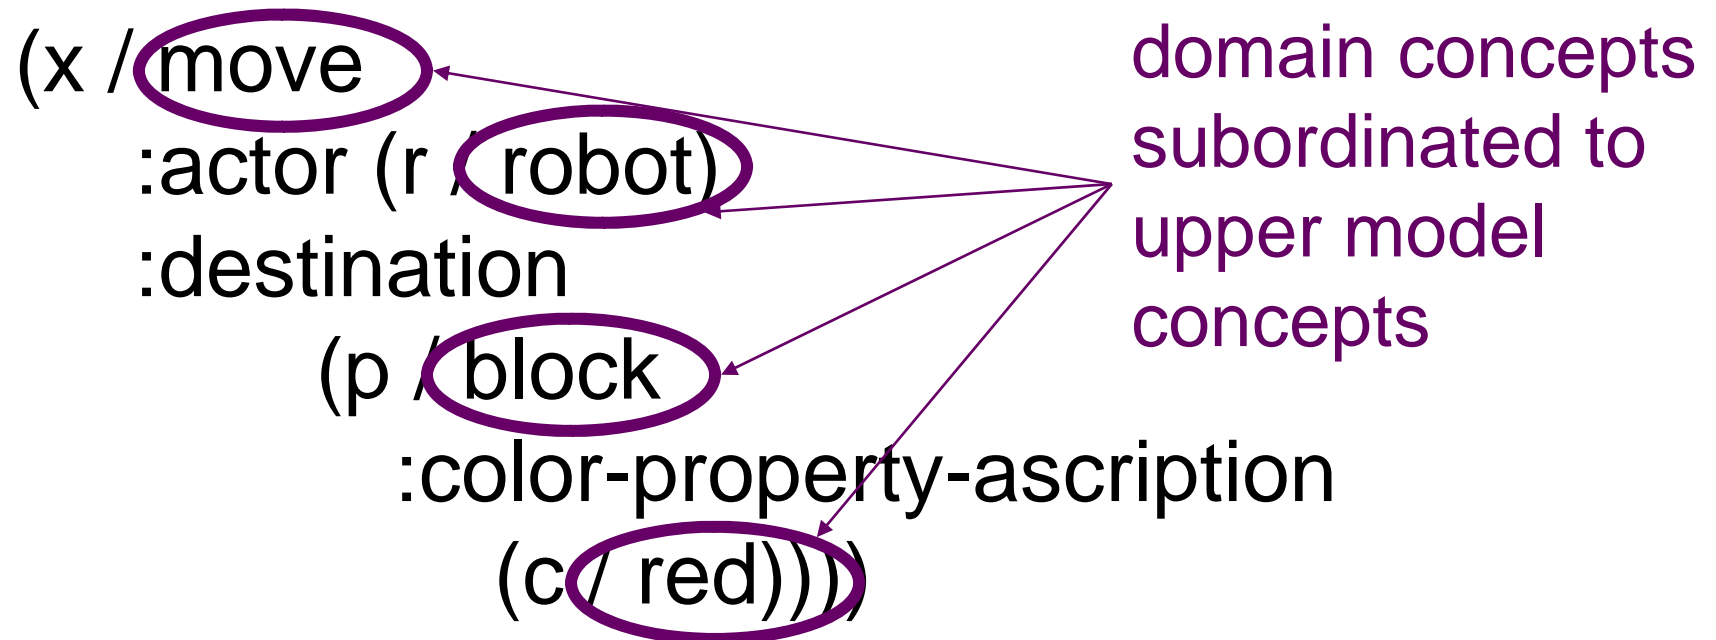 (x / move
:actor (r / robot)
:destination
(p / block
:color-property-ascription
(c / red))))
domain concepts
subordinated to
upper model
concepts